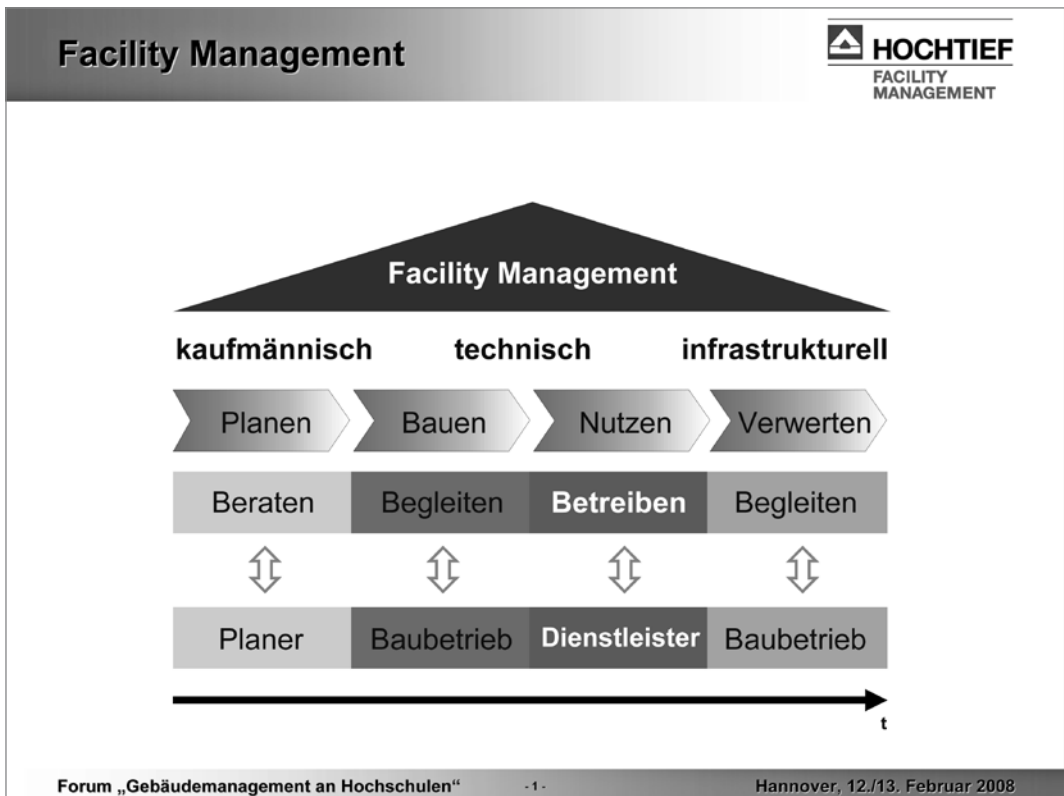 Facility Management
HOCHTIEF
FACILITY
MANAGEMENT
Facility Management
kaufmännisch technisch infrastrukturell
Planen Bauen Nutzen Verwerten
Beraten Begleiten Betreiben Begleiten
Planer Baubetrieb Dienstleister Baubetrieb
t
Forum „Gebäudemanagement an Hochschulen“ - 1 - Hannover, 12./13. Februar 2008